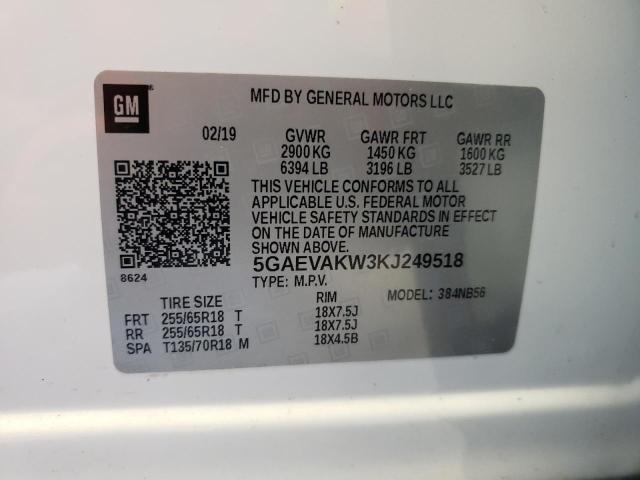 GM
MFD BY GENERAL MOTORS LLC
02/19 GVWR GAWR FRT GAWR RR
2900 KG 1450 KG 1600 KG
6394 LB 3196 LB 3527 LB
THIS VEHICLE CONFORMS TO ALL
APPLICABLE U.S. FEDERAL MOTOR
VEHICLE SAFETY STANDARDS IN EFFECT
ON THE DATE OF MANUFACTURE
SHOWN ABOVE.
8624
5GAEVAKW3KJ249518
TYPE: M.P.V. MODEL: 384NB56
TIRE SIZE RIM
FRT 255/65R18 T 18X7.5J
RR 255/65R18 T 18X7.5J
SPA T135/70R18 M 18X4.5B